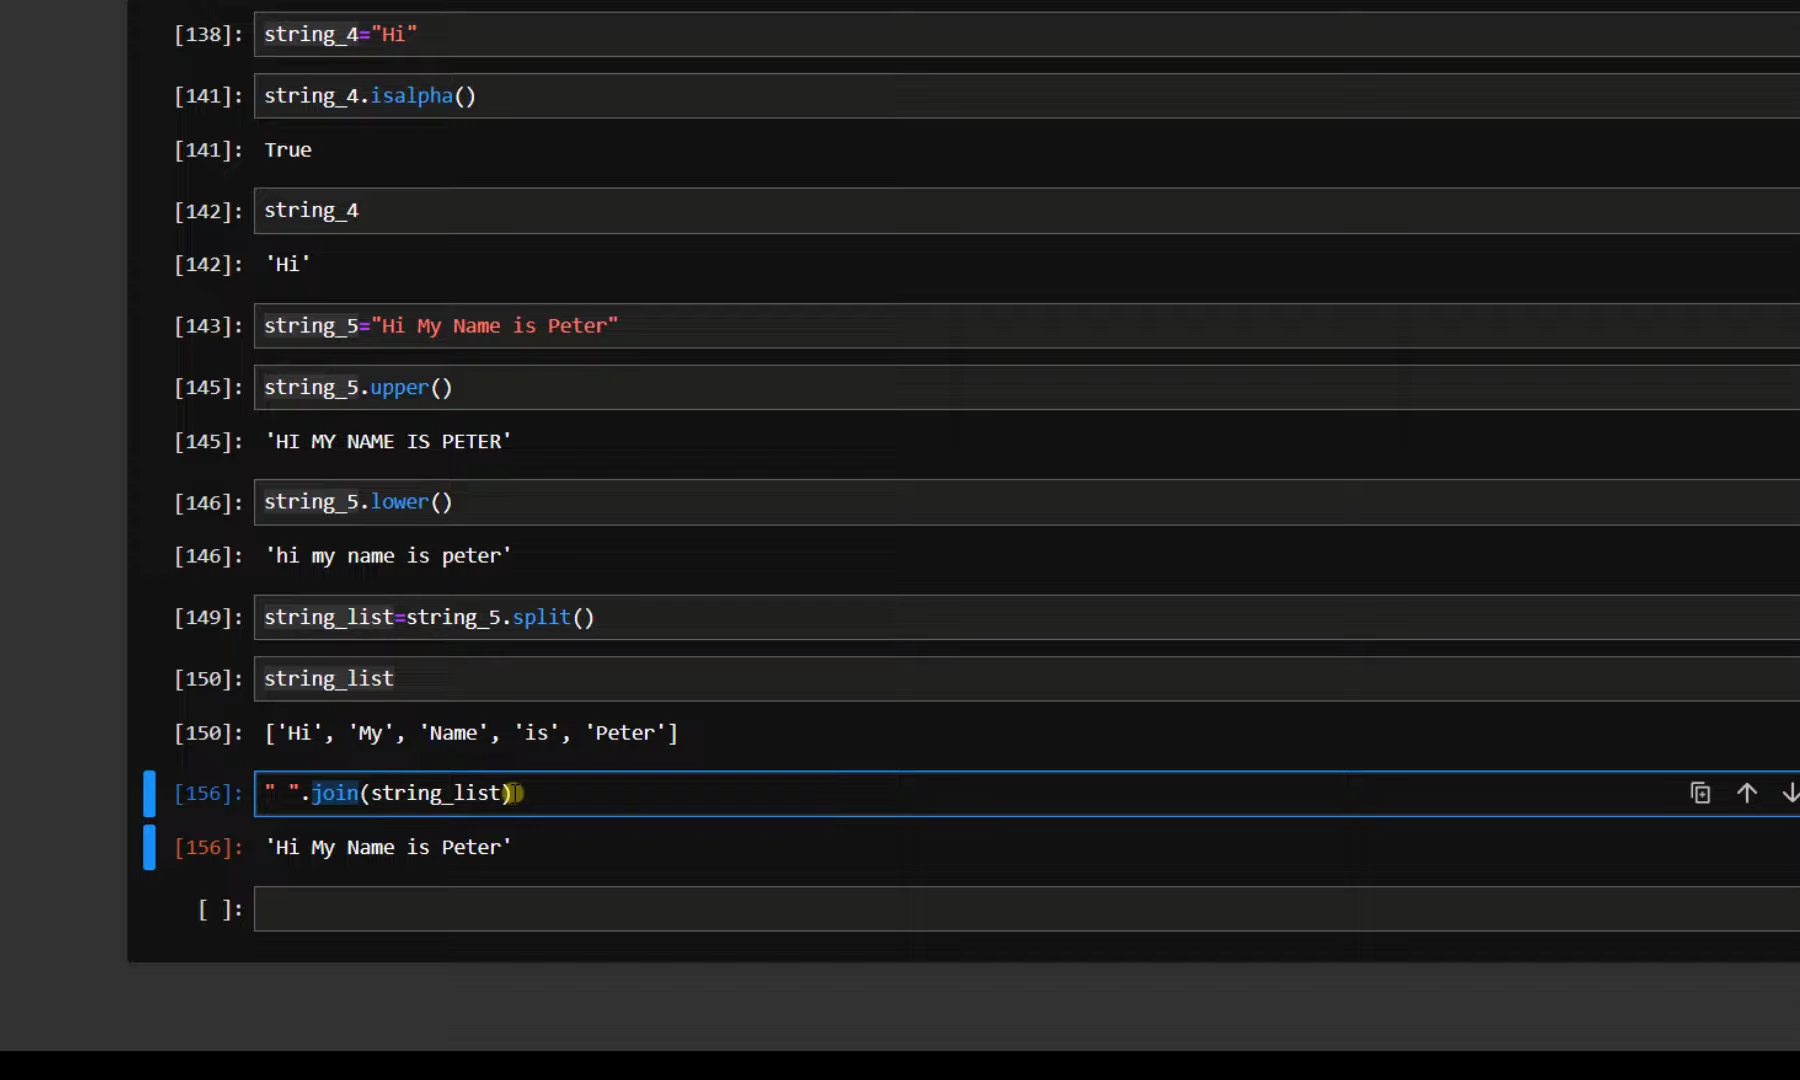 [138]: string_4="Hi"
[141]: string_4.isalpha()
[141]: True
[142]: string_4
[142]: 'Hi'
[143]: string_5="Hi My Name is Peter"
[145]: string_5.upper()
[145]: 'HI MY NAME IS PETER'
[146]: string_5.lower()
[146]: 'hi my name is peter'
[149]: string_list=string_5.split()
[150]: string_list
[150]: ['Hi', 'My', 'Name', 'is', 'Peter']
[156]: " ".join(string_list)
[156]: 'Hi My Name is Peter'
[ ]: